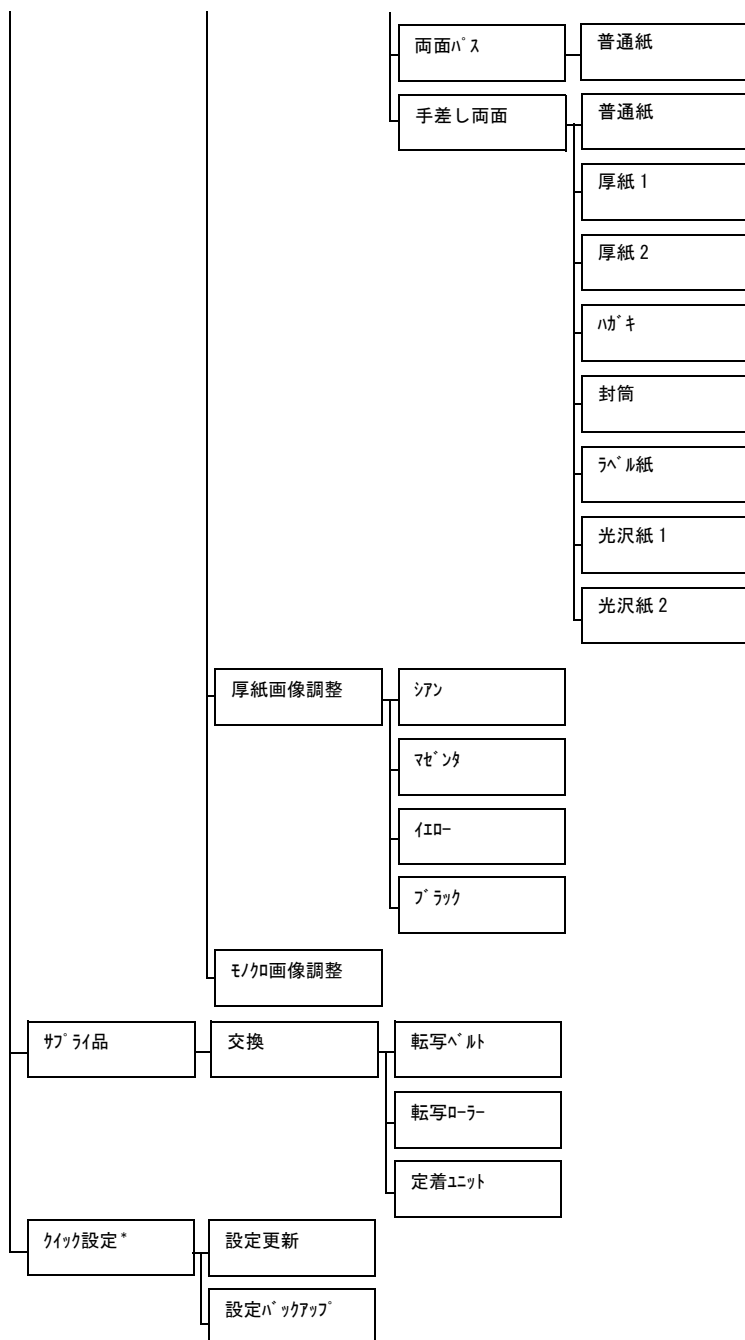 両面ﾊﾟｽ
普通紙
手差し両面
普通紙
厚紙 1
厚紙 2
ﾊｶﾞｷ
封筒
ﾗﾍﾞﾙ紙
光沢紙 1
光沢紙 2
厚紙画像調整
ｼｱﾝ
ﾏｾﾞﾝﾀ
ｲｴﾛｰ
ﾌﾞﾗｯｸ
ﾓﾉｸﾛ画像調整
ｻﾌﾟﾗｲ品
交換
転写ﾍﾞﾙﾄ
転写ﾛｰﾗｰ
定着ﾕﾆｯﾄ
ｸｲｯｸ設定*
設定更新
設定ﾊﾞｯｸｱｯﾌﾟ